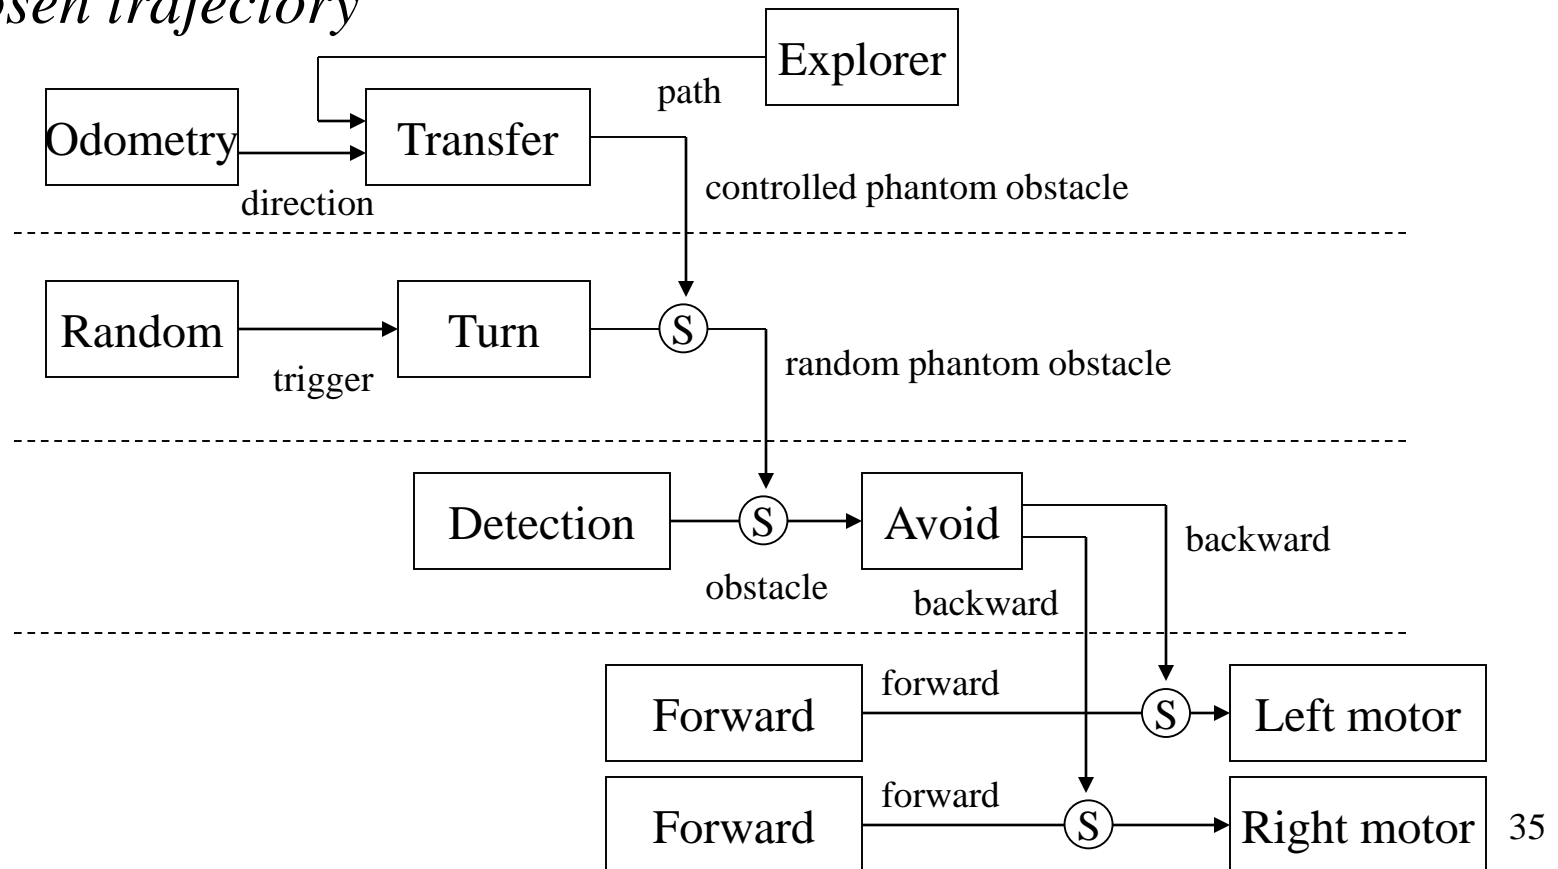 trajectory
Explorer
path
Odometry
Transfer
direction
controlled phantom obstacle
Random
Turn
S
trigger
random phantom obstacle
Detection
S
Avoid
obstacle
backward
backward
Forward
forward
S
Left motor
Forward
forward
S
Right motor
35